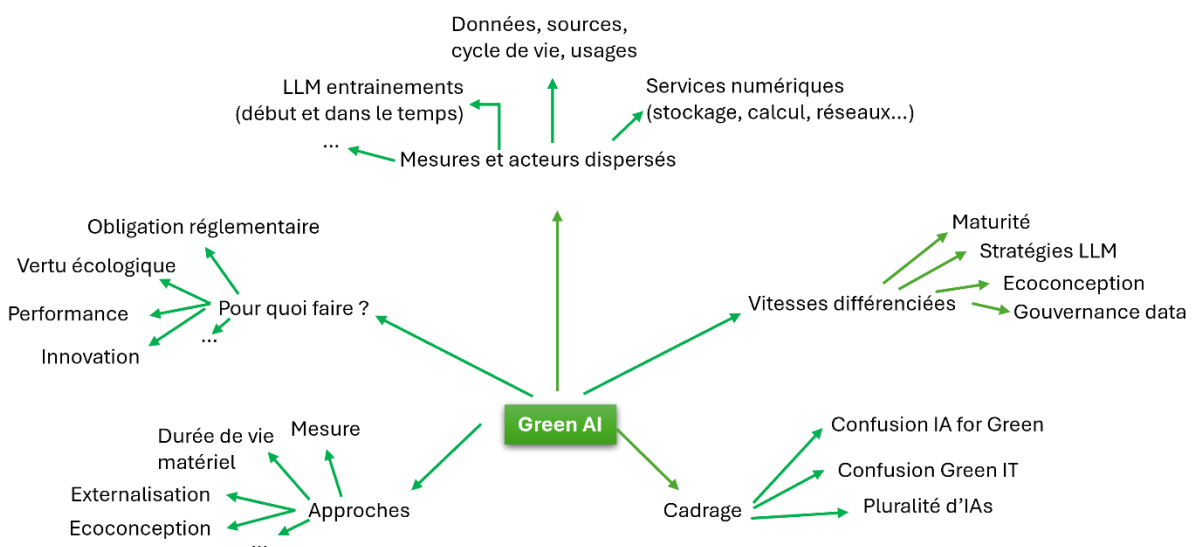 Données, sources,
cycle de vie, usages
LLM entrainements
(début et dans le temps)
Services numériques
(stockage, calcul, réseaux...)
...
Mesures et acteurs dispersés
Obligation réglementaire
Vertu écologique
Performance
Innovation
...
Pour quoi faire ?
Maturité
Stratégies LLM
Ecoconception
Gouvernance data
Vitesses différenciées
Green AI
Durée de vie
matériel
Mesure
Externalisation
Ecoconception
...
Approches
Cadrage
Confusion IA for Green
Confusion Green IT
Pluralité d'IAs